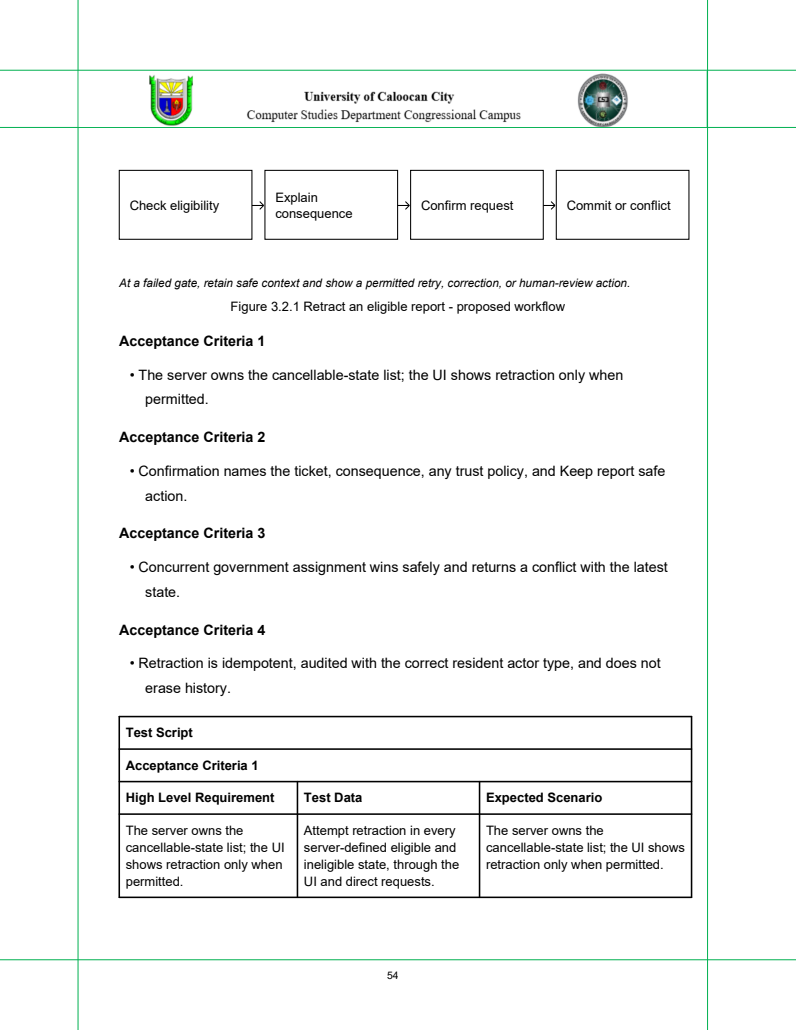 University of Caloocan City
Computer Studies Department Congressional Campus
Check eligibility
Explain
consequence
Confirm request
Commit or conflict
At a failed gate, retain safe context and show a permitted retry, correction, or human-review action.
Figure 3.2.1 Retract an eligible report - proposed workflow
Acceptance Criteria 1
• The server owns the cancellable-state list; the UI shows retraction only when
permitted.
Acceptance Criteria 2
• Confirmation names the ticket, consequence, any trust policy, and Keep report safe
action.
Acceptance Criteria 3
• Concurrent government assignment wins safely and returns a conflict with the latest
state.
Acceptance Criteria 4
• Retraction is idempotent, audited with the correct resident actor type, and does not
erase history.
Test Script
Acceptance Criteria 1
High Level Requirement
Test Data
Expected Scenario
The server owns the
cancellable-state list; the UI
shows retraction only when
permitted.
Attempt retraction in every
server-defined eligible and
ineligible state, through the
UI and direct requests.
The server owns the
cancellable-state list; the UI shows
retraction only when permitted.
54